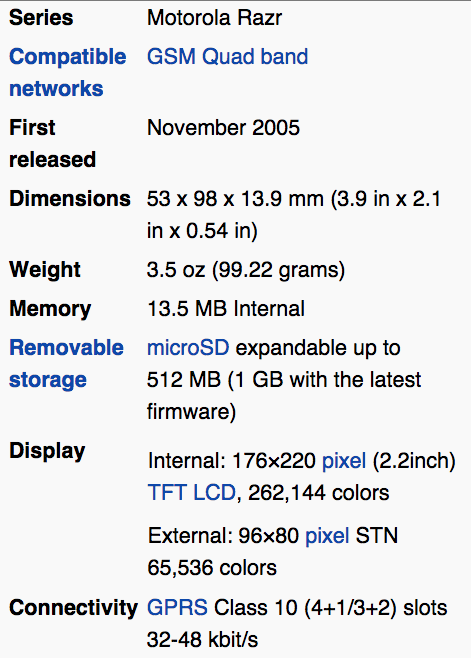 Series Motorola Razr
Compatible GSM Quad band
networks
First November 2005
released
Dimensions 53 x 98 x 13.9 mm (3.9 in x 2.1
in x 0.54 in)
Weight 3.5 oz (99.22 grams)
Memory 13.5 MB Internal
Removable microSD expandable up to
storage 512 MB (1 GB with the latest
firmware)
Display Internal: 176×220 pixel (2.2inch)
TFT LCD, 262,144 colors
External: 96×80 pixel STN
65,536 colors
Connectivity GPRS Class 10 (4+1/3+2) slots
32-48 kbit/s